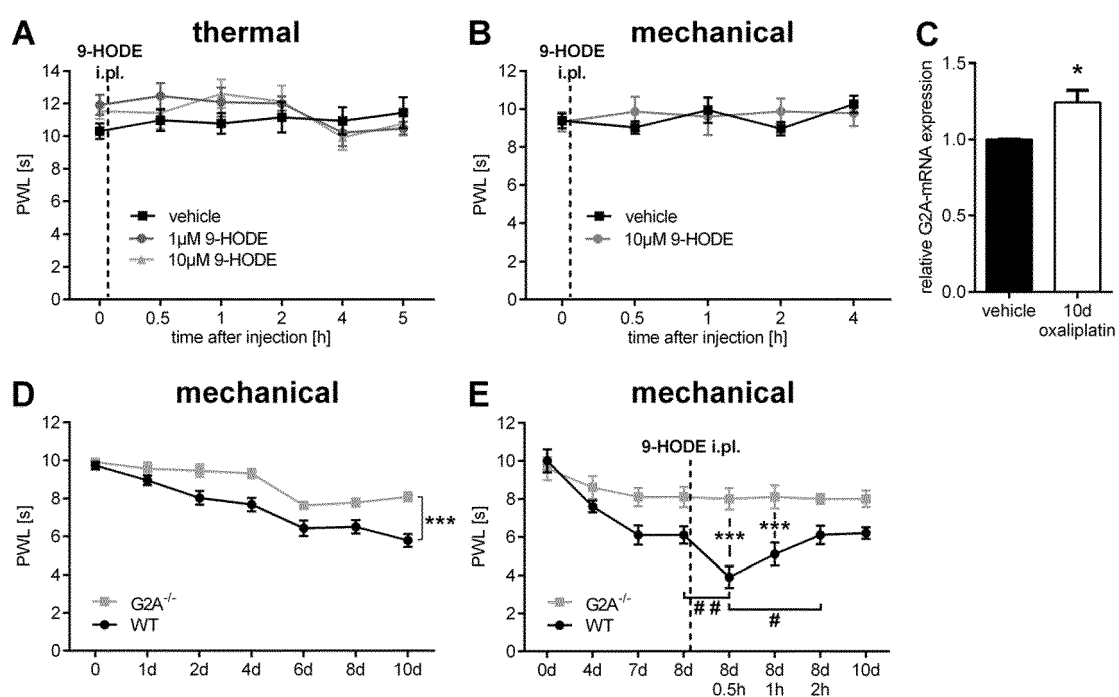 A
thermal
9-HODE
i.pl.
14
12
10
8
6
4
2
0
PWL [s]
vehicle
1µM 9-HODE
10µM 9-HODE
0
0.5
1
2
4
5
time after injection [h]
B
mechanical
9-HODE
i.pl.
12
10
8
6
4
2
0
PWL [s]
vehicle
10µM 9-HODE
0
0.5
1
2
4
time after injection [h]
C
relative G2A-mRNA expression
1.5
1.0
0.5
0.0
*
vehicle
10d
oxaliplatin
D
mechanical
12
10
8
6
4
2
0
PWL [s]
***
G2A-/-
WT
0
1d
2d
4d
6d
8d
10d
E
mechanical
9-HODE i.pl.
12
10
8
6
4
2
0
PWL [s]
***
***
# #
#
G2A-/-
WT
0d
4d
7d
8d
8d
8d
8d
10d
0.5h
1h
2h